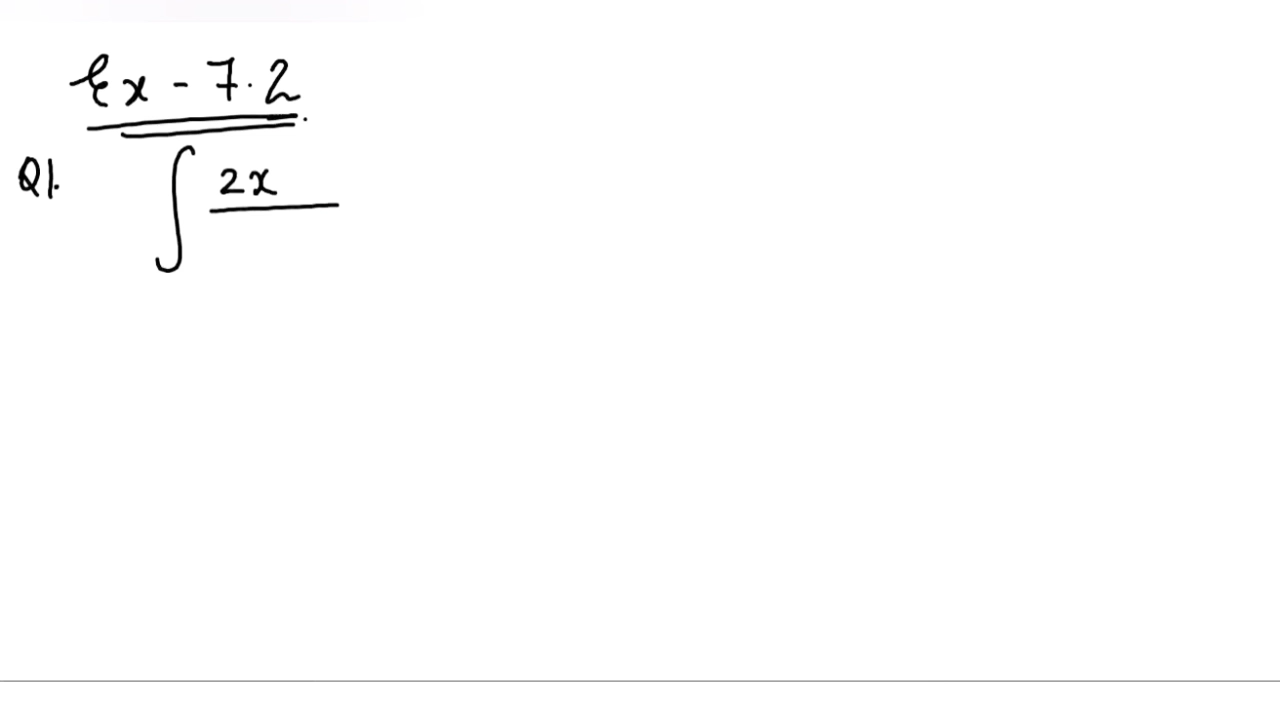 Ex - 7.2
Q1. ∫ 2x